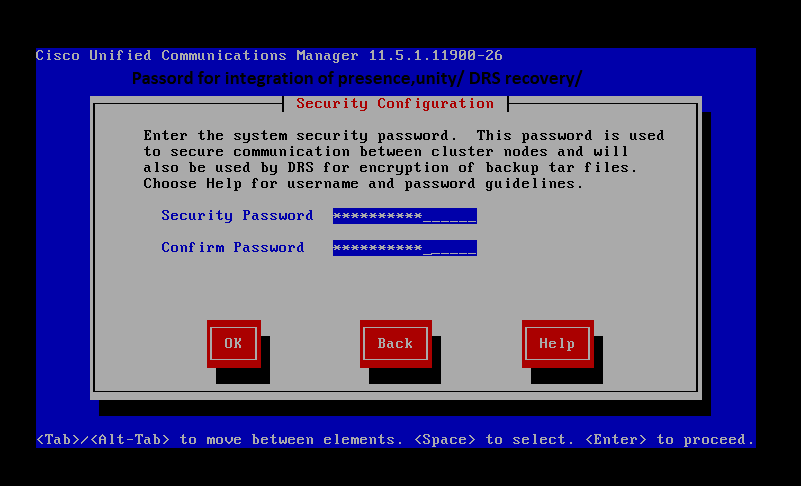 Cisco Unified Communications Manager 11.5.1.11900-26
Passord for integration of presence,unity/ DRS recovery/
Security Configuration
Enter the system security password.  This password is used
to secure communication between cluster nodes and will
also be used by DRS for encryption of backup tar files.
Choose Help for username and password guidelines.
Security Password **********______
Confirm Password **********______
OK Back Help
<Tab>/<Alt-Tab> to move between elements. <Space> to select. <Enter> to proceed.